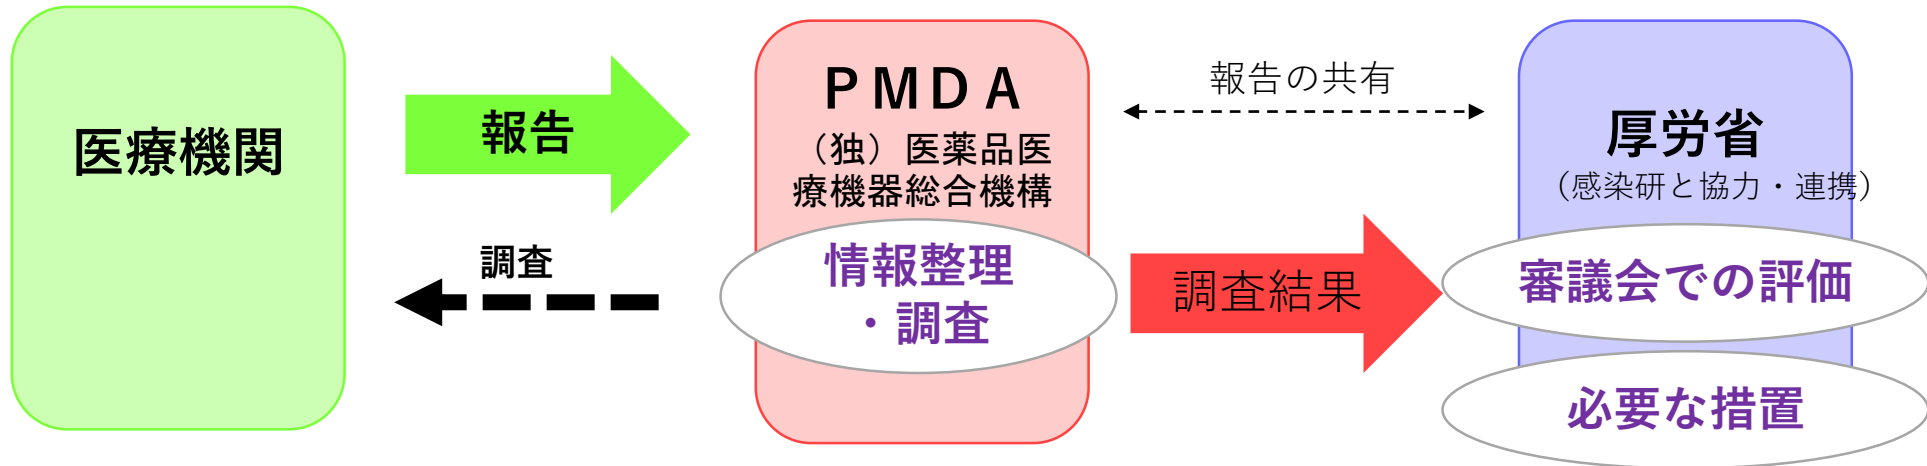 医療機関
報告
調査
ＰＭＤＡ
（独）医薬品医
療機器総合機構
情報整理
・調査
報告の共有
調査結果
厚労省
（感染研と協力・連携）
審議会での評価
必要な措置